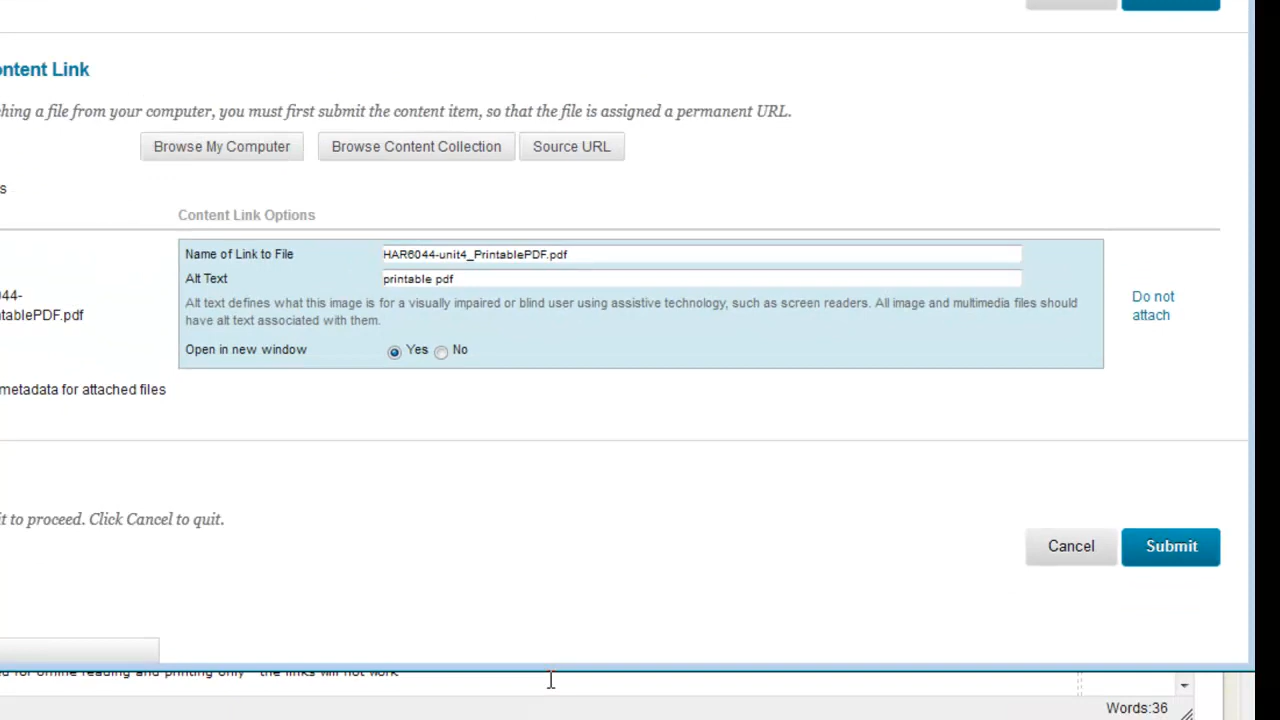 ontent Link
hing a file from your computer, you must first submit the content item, so that the file is assigned a permanent URL.
Browse My Computer Browse Content Collection Source URL
s
Content Link Options
Name of Link to File HAR6044-unit4_PrintablePDF.pdf
Alt Text printable pdf
Alt text defines what this image is for a visually impaired or blind user using assistive technology, such as screen readers. All image and multimedia files should
have alt text associated with them.
44-
tablePDF.pdf
Do not
attach
Open in new window Yes No
metadata for attached files
it to proceed. Click Cancel to quit.
Cancel Submit
ed for online reading and printing only - the links will not work
Words:36